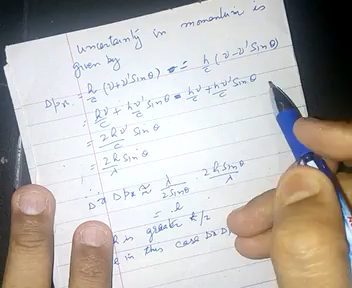 uncertainty in momentum is
given by
Δpx = h/c (ν+ν' Sinθ) - h/c (ν-ν' Sinθ)
= hν/c + hν'/c Sinθ - hν/c + hν'/c Sinθ
= 2hν'/c Sinθ
= 2h/λ Sinθ
∴ Δx Δpx ≈ λ/2Sinθ · 2h Sinθ/λ
= h
is greater ħ/2
in this case Δx.Δ